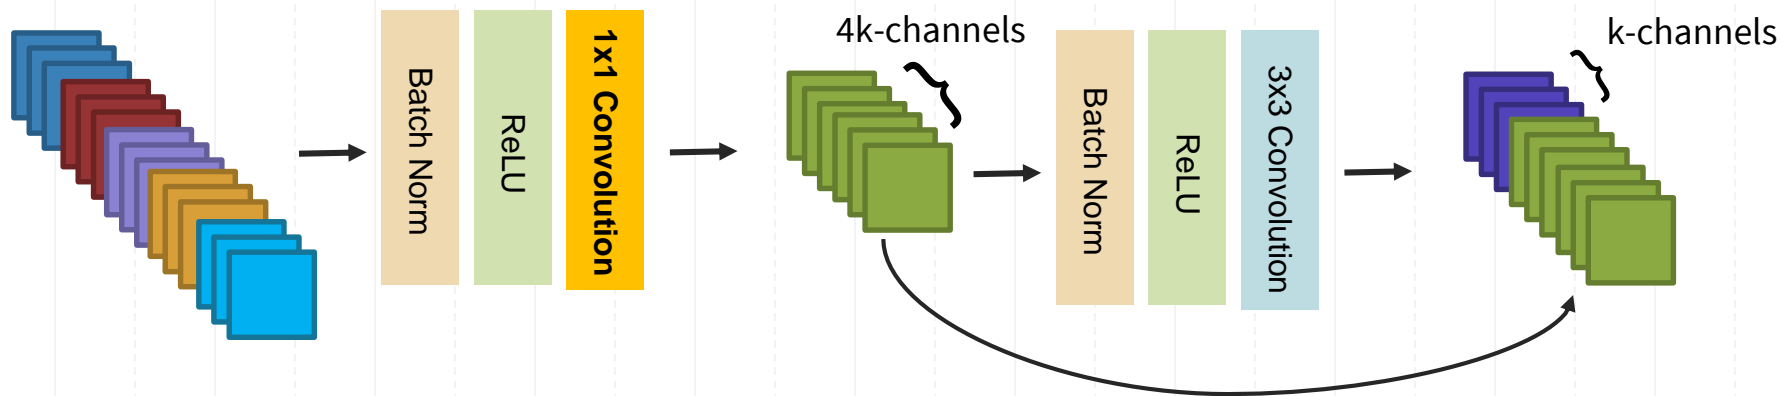 Batch Norm
ReLU
1x1 Convolution
4k-channels
Batch Norm
ReLU
3x3 Convolution
k-channels